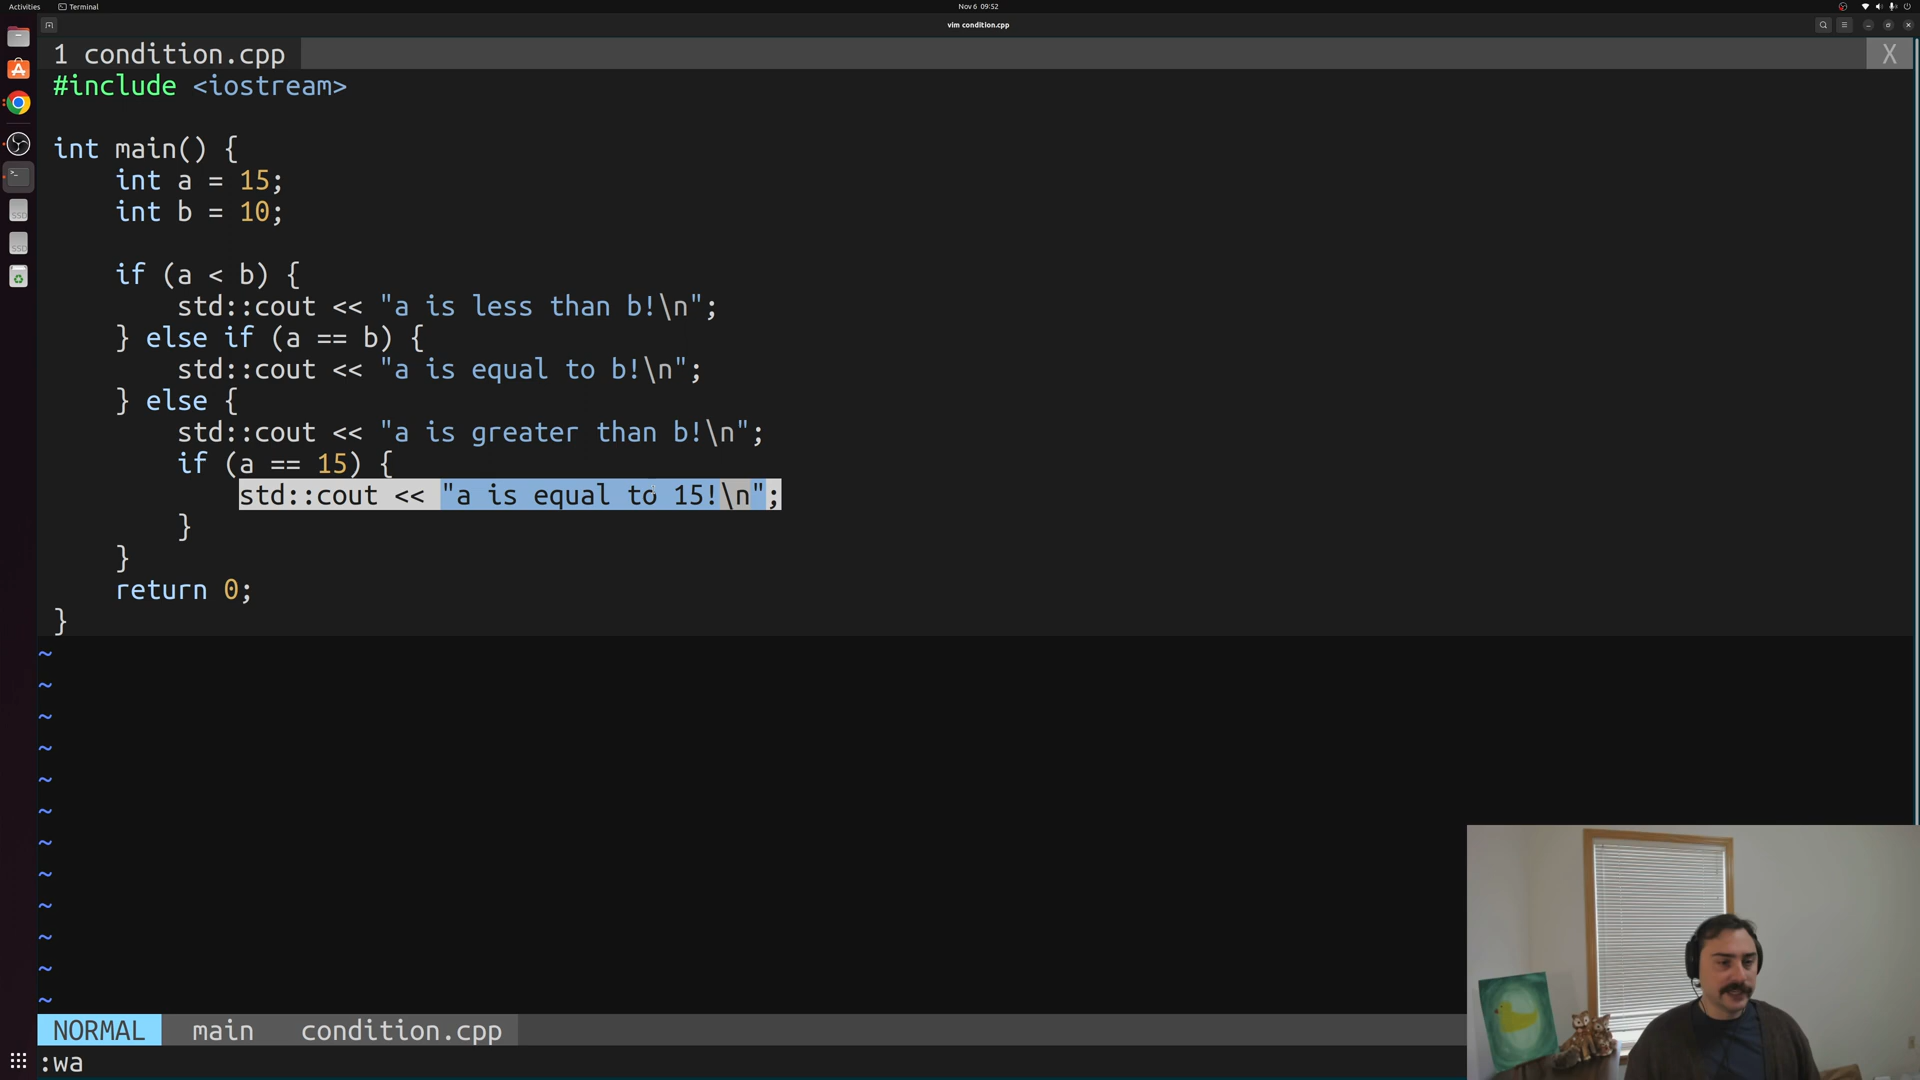 Activities Terminal Nov 6 09:52
vim condition.cpp
1 condition.cpp X
#include <iostream>
int main() {
    int a = 15;
    int b = 10;
    if (a < b) {
        std::cout << "a is less than b!\n";
    } else if (a == b) {
        std::cout << "a is equal to b!\n";
    } else {
        std::cout << "a is greater than b!\n";
        if (a == 15) {
            std::cout << "a is equal to 15!\n";
        }
    }
    return 0;
}
~
~
~
~
~
~
~
~
~
~
~
~
NORMAL main condition.cpp
:wa
SSD
SSD